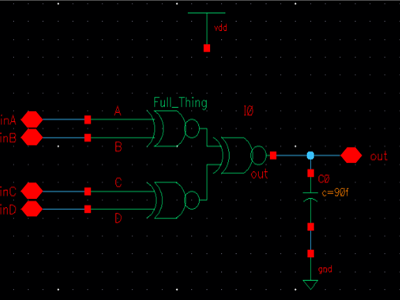 vdd
Full_Thing
I0
inA
A
inB
B
out
out
inC
C
C0
inD
D
c=90f
gnd